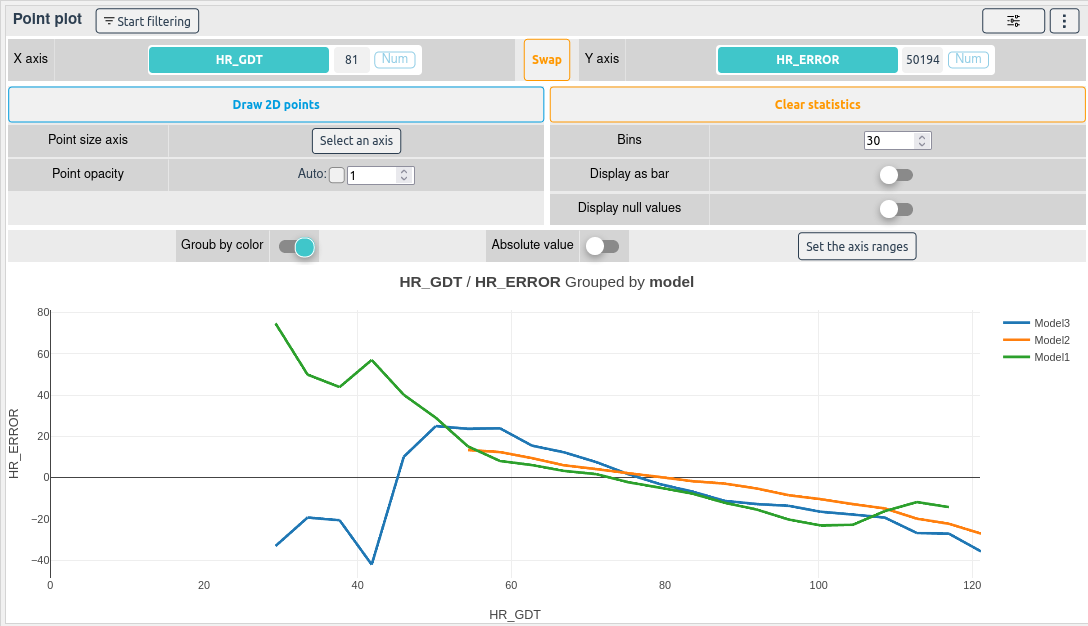 Point plot
Start filtering
X axis
HR_GDT
81
Num
Swap
Y axis
HR_ERROR
50194
Num
Draw 2D points
Clear statistics
Point size axis
Select an axis
Bins
30
Point opacity
Auto:
1
Display as bar
Display null values
Groub by color
Absolute value
Set the axis ranges
HR_GDT / HR_ERROR Grouped by model
80
60
40
20
0
−20
−40
HR_ERROR
0
20
40
60
80
100
120
HR_GDT
Model3
Model2
Model1